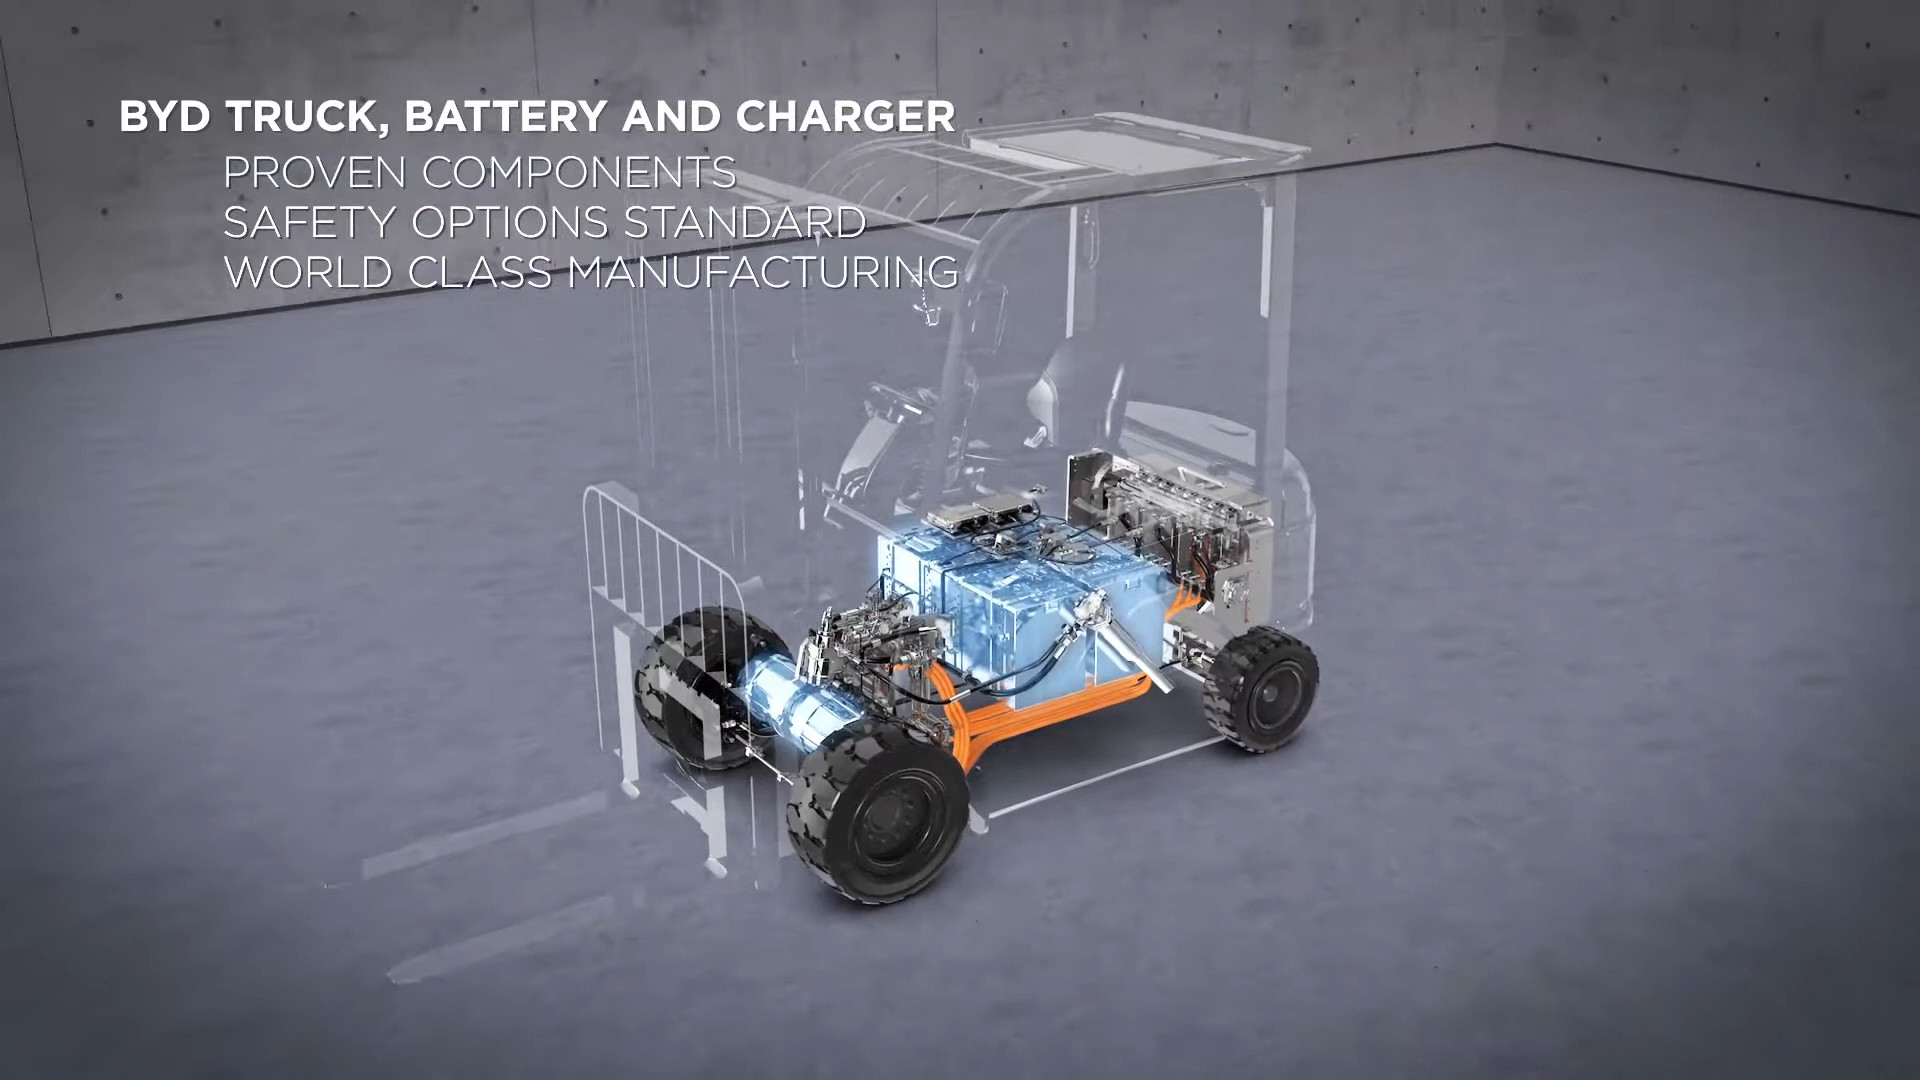 BYD TRUCK, BATTERY AND CHARGER
PROVEN COMPONENTS
SAFETY OPTIONS STANDARD
WORLD CLASS MANUFACTURING